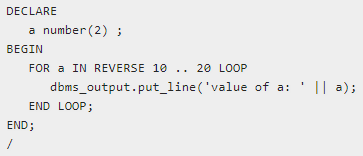 DECLARE
   a number(2) ;
BEGIN
   FOR a IN REVERSE 10 .. 20 LOOP
      dbms_output.put_line('value of a: ' || a);
   END LOOP;
END;
/